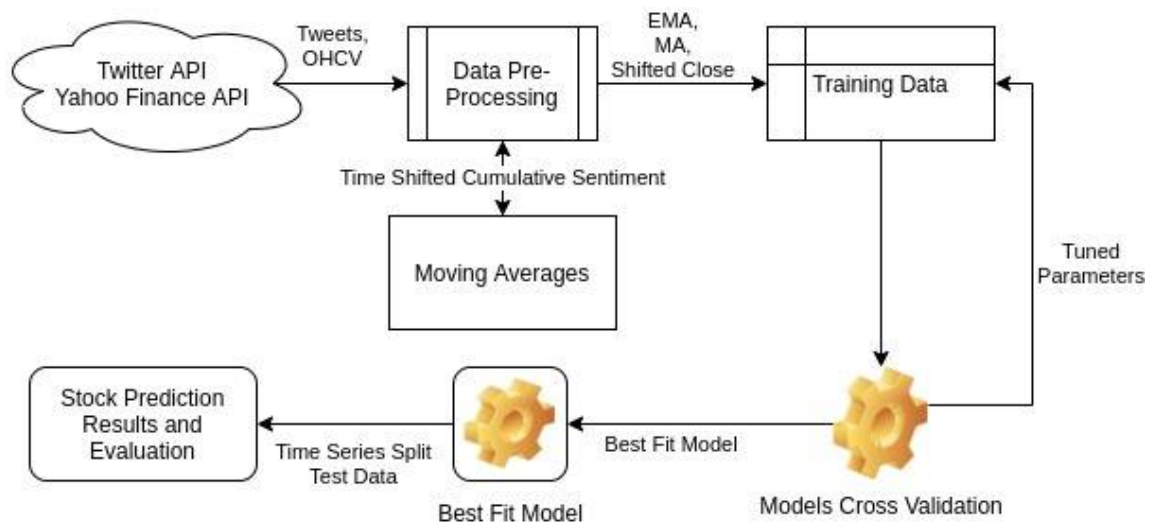 Twitter API
Yahoo Finance API
Tweets,
OHCV
Data Pre-
Processing
EMA,
MA,
Shifted Close
Training Data
Time Shifted Cumulative Sentiment
Moving Averages
Tuned
Parameters
Stock Prediction
Results and
Evaluation
Time Series Split
Test Data
Best Fit Model
Best Fit Model
Models Cross Validation